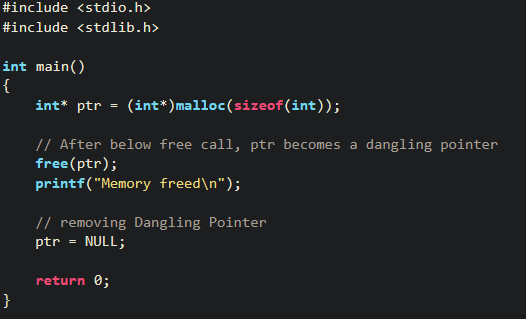 #include <stdio.h>
#include <stdlib.h>
int main()
{
int* ptr = (int*)malloc(sizeof(int));
// After below free call, ptr becomes a dangling pointer
free(ptr);
printf("Memory freed\n");
// removing Dangling Pointer
ptr = NULL;
return 0;
}